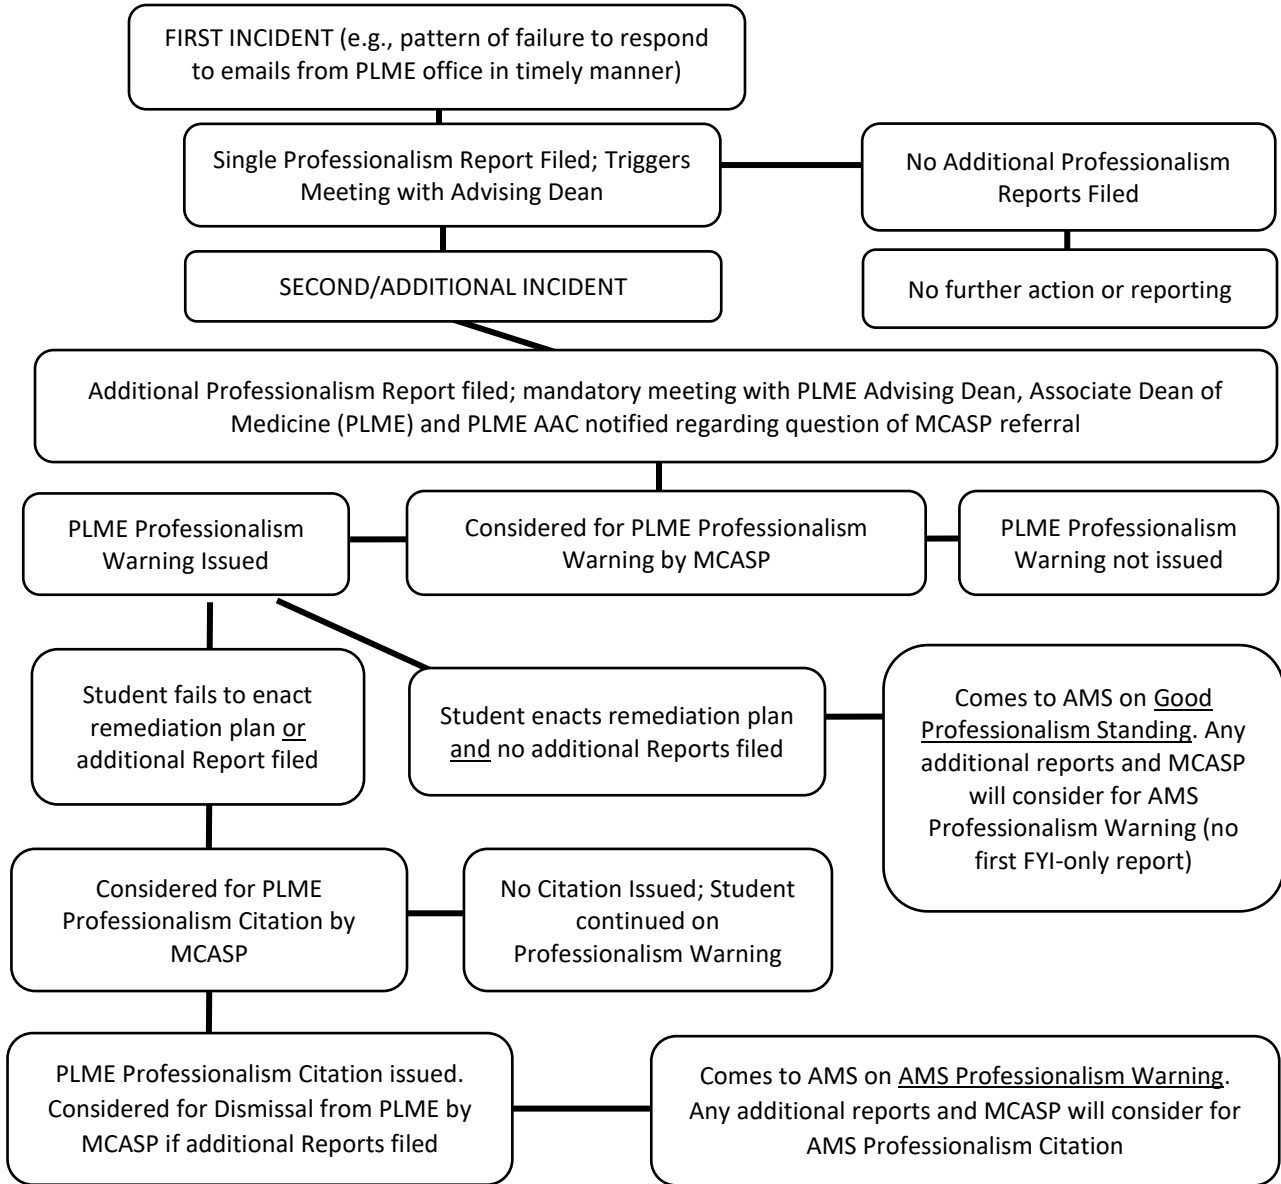 FIRST INCIDENT (e.g., pattern of failure to respond
to emails from PLME office in timely manner)
Single Professionalism Report Filed; Triggers
Meeting with Advising Dean
No Additional Professionalism
Reports Filed
SECOND/ADDITIONAL INCIDENT
No further action or reporting
Additional Professionalism Report filed; mandatory meeting with PLME Advising Dean, Associate Dean of
Medicine (PLME) and PLME AAC notified regarding question of MCASP referral
PLME Professionalism
Warning Issued
Considered for PLME Professionalism
Warning by MCASP
PLME Professionalism
Warning not issued
Student fails to enact
remediation plan or
additional Report filed
Student enacts remediation plan
and no additional Reports filed
Comes to AMS on Good
Professionalism Standing. Any
additional reports and MCASP
will consider for AMS
Professionalism Warning (no
first FYI-only report)
Considered for PLME
Professionalism Citation by
MCASP
No Citation Issued; Student
continued on
Professionalism Warning
PLME Professionalism Citation issued.
Considered for Dismissal from PLME by
MCASP if additional Reports filed
Comes to AMS on AMS Professionalism Warning.
Any additional reports and MCASP will consider for
AMS Professionalism Citation